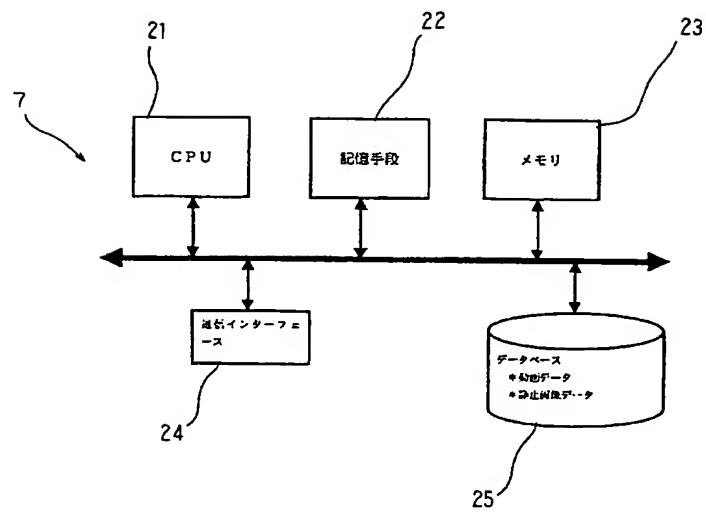 21
22
23
7
CPU
記憶手段
メモリ
通信インターフェ
ース
データベース
*動画データ
*静止画像データ
24
25